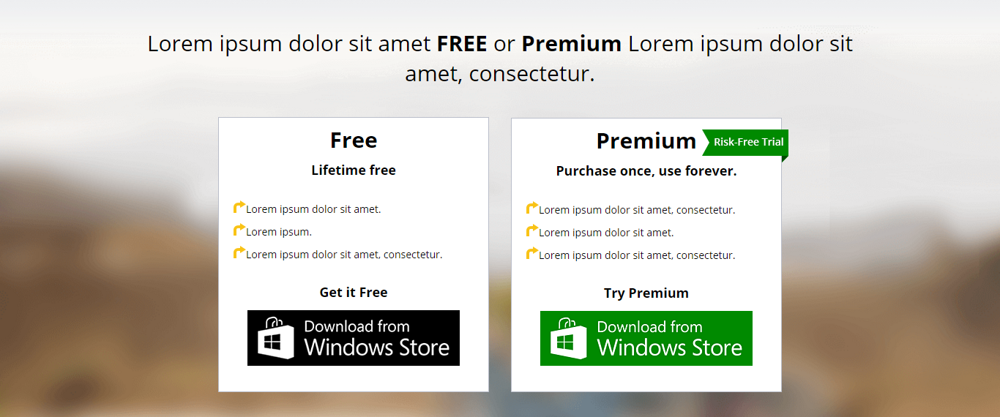 Lorem ipsum dolor sit amet FREE or Premium Lorem ipsum dolor sit
amet, consectetur.
Free
Lifetime free
Lorem ipsum dolor sit amet.
Lorem ipsum.
Lorem ipsum dolor sit amet, consectetur.
Get it Free
Download from
Windows Store
Premium
Risk-Free Trial
Purchase once, use forever.
Lorem ipsum dolor sit amet, consectetur.
Lorem ipsum dolor sit amet.
Lorem ipsum dolor sit amet, consectetur.
Try Premium
Download from
Windows Store